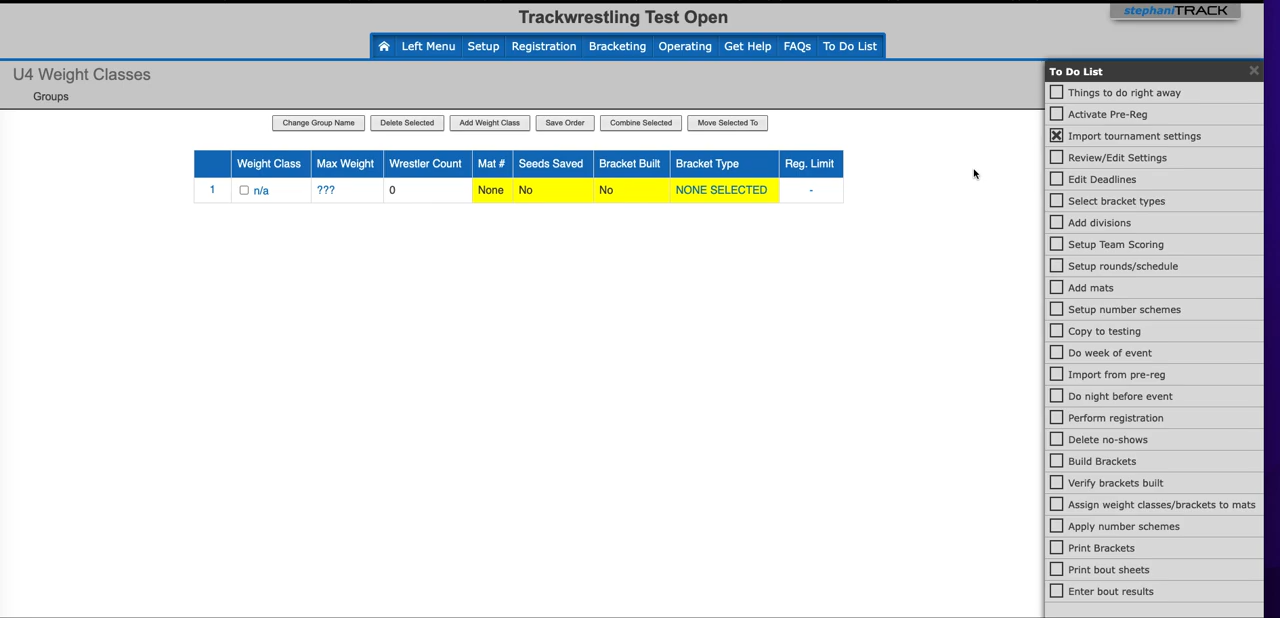 Trackwrestling Test Open
stephaniTRACK
Left Menu Setup Registration Bracketing Operating Get Help FAQs To Do List
U4 Weight Classes
Groups
Change Group Name Delete Selected Add Weight Class Save Order Combine Selected Move Selected To
Weight Class Max Weight Wrestler Count Mat # Seeds Saved Bracket Built Bracket Type Reg. Limit
1 n/a ??? 0 None No No NONE SELECTED -
To Do List
Things to do right away
Activate Pre-Reg
Import tournament settings
Review/Edit Settings
Edit Deadlines
Select bracket types
Add divisions
Setup Team Scoring
Setup rounds/schedule
Add mats
Setup number schemes
Copy to testing
Do week of event
Import from pre-reg
Do night before event
Perform registration
Delete no-shows
Build Brackets
Verify brackets built
Assign weight classes/brackets to mats
Apply number schemes
Print Brackets
Print bout sheets
Enter bout results